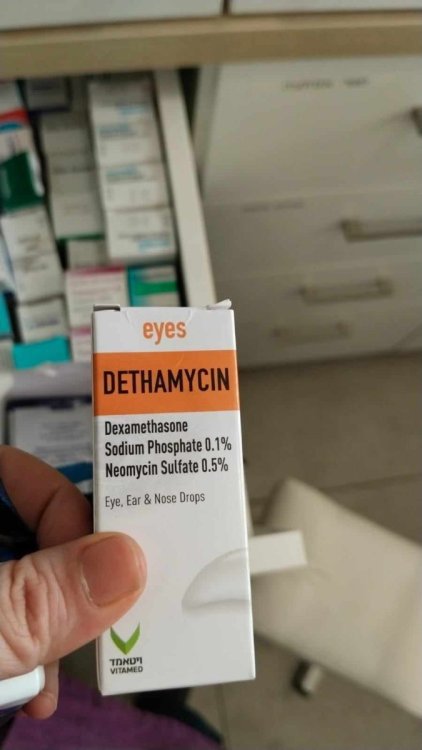 eyes
DETHAMYCIN
Dexamethasone
Sodium Phosphate 0.1%
Neomycin Sulfate 0.5%
Eye, Ear & Nose Drops
ויטאמד
VITAMED